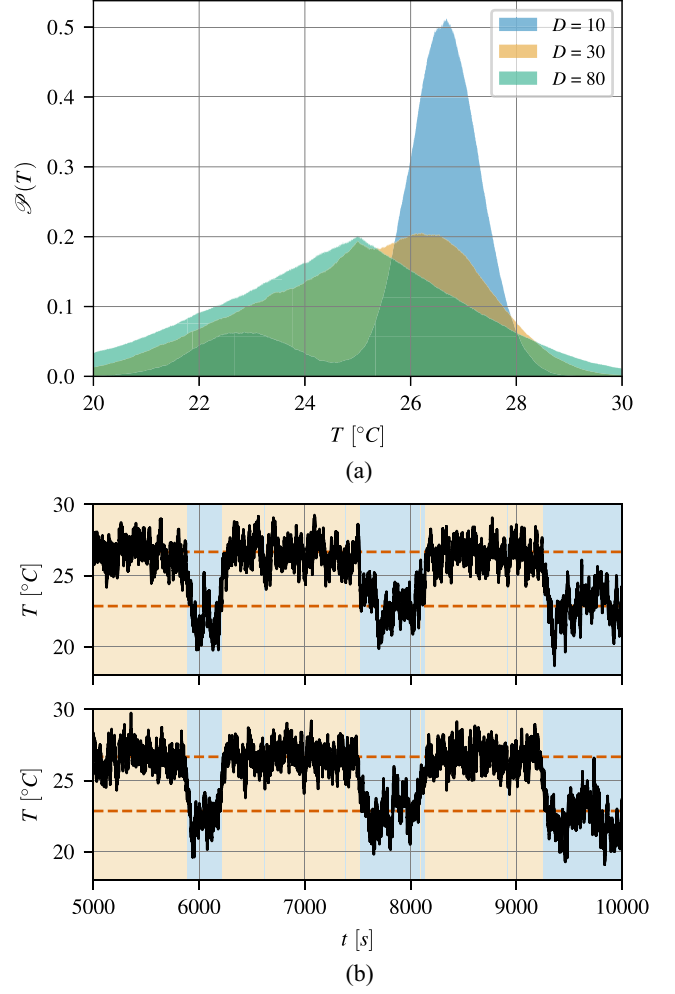 0.5
0.4
0.3
0.2
0.1
0.0
𝒫(T)
D = 10
D = 30
D = 80
20 22 24 26 28 30
T [°C]
(a)
30
25
20
T [°C]
30
25
20
T [°C]
5000 6000 7000 8000 9000 10000
t [s]
(b)